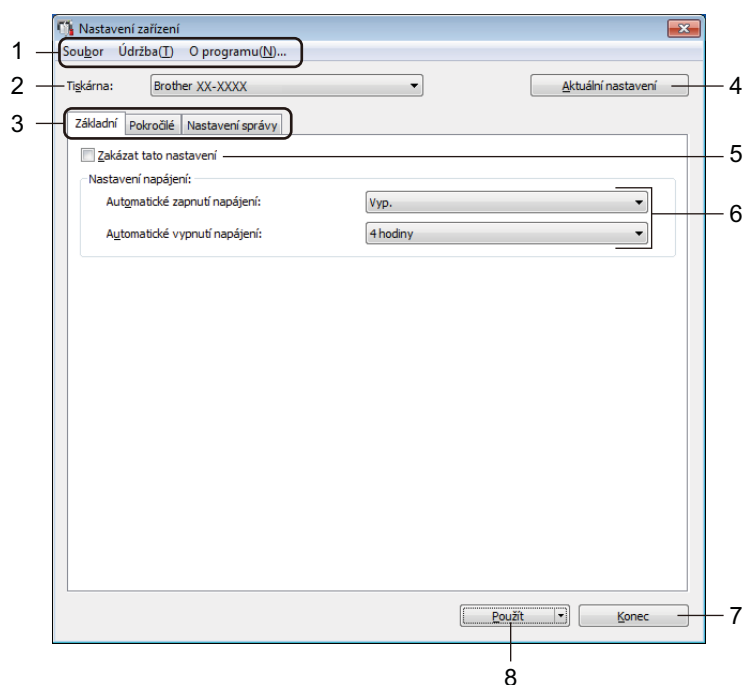 Nastavení zařízení
1 Soubor Údržba(T) O programu(N)...
2 Tiskárna: Brother XX-XXXX Aktuální nastavení 4
3 Základní Pokročilé Nastavení správy
Zakázat tato nastavení 5
Nastavení napájení:
Automatické zapnutí napájení: Vyp. 6
Automatické vypnutí napájení: 4 hodiny
Použít Konec 7
8